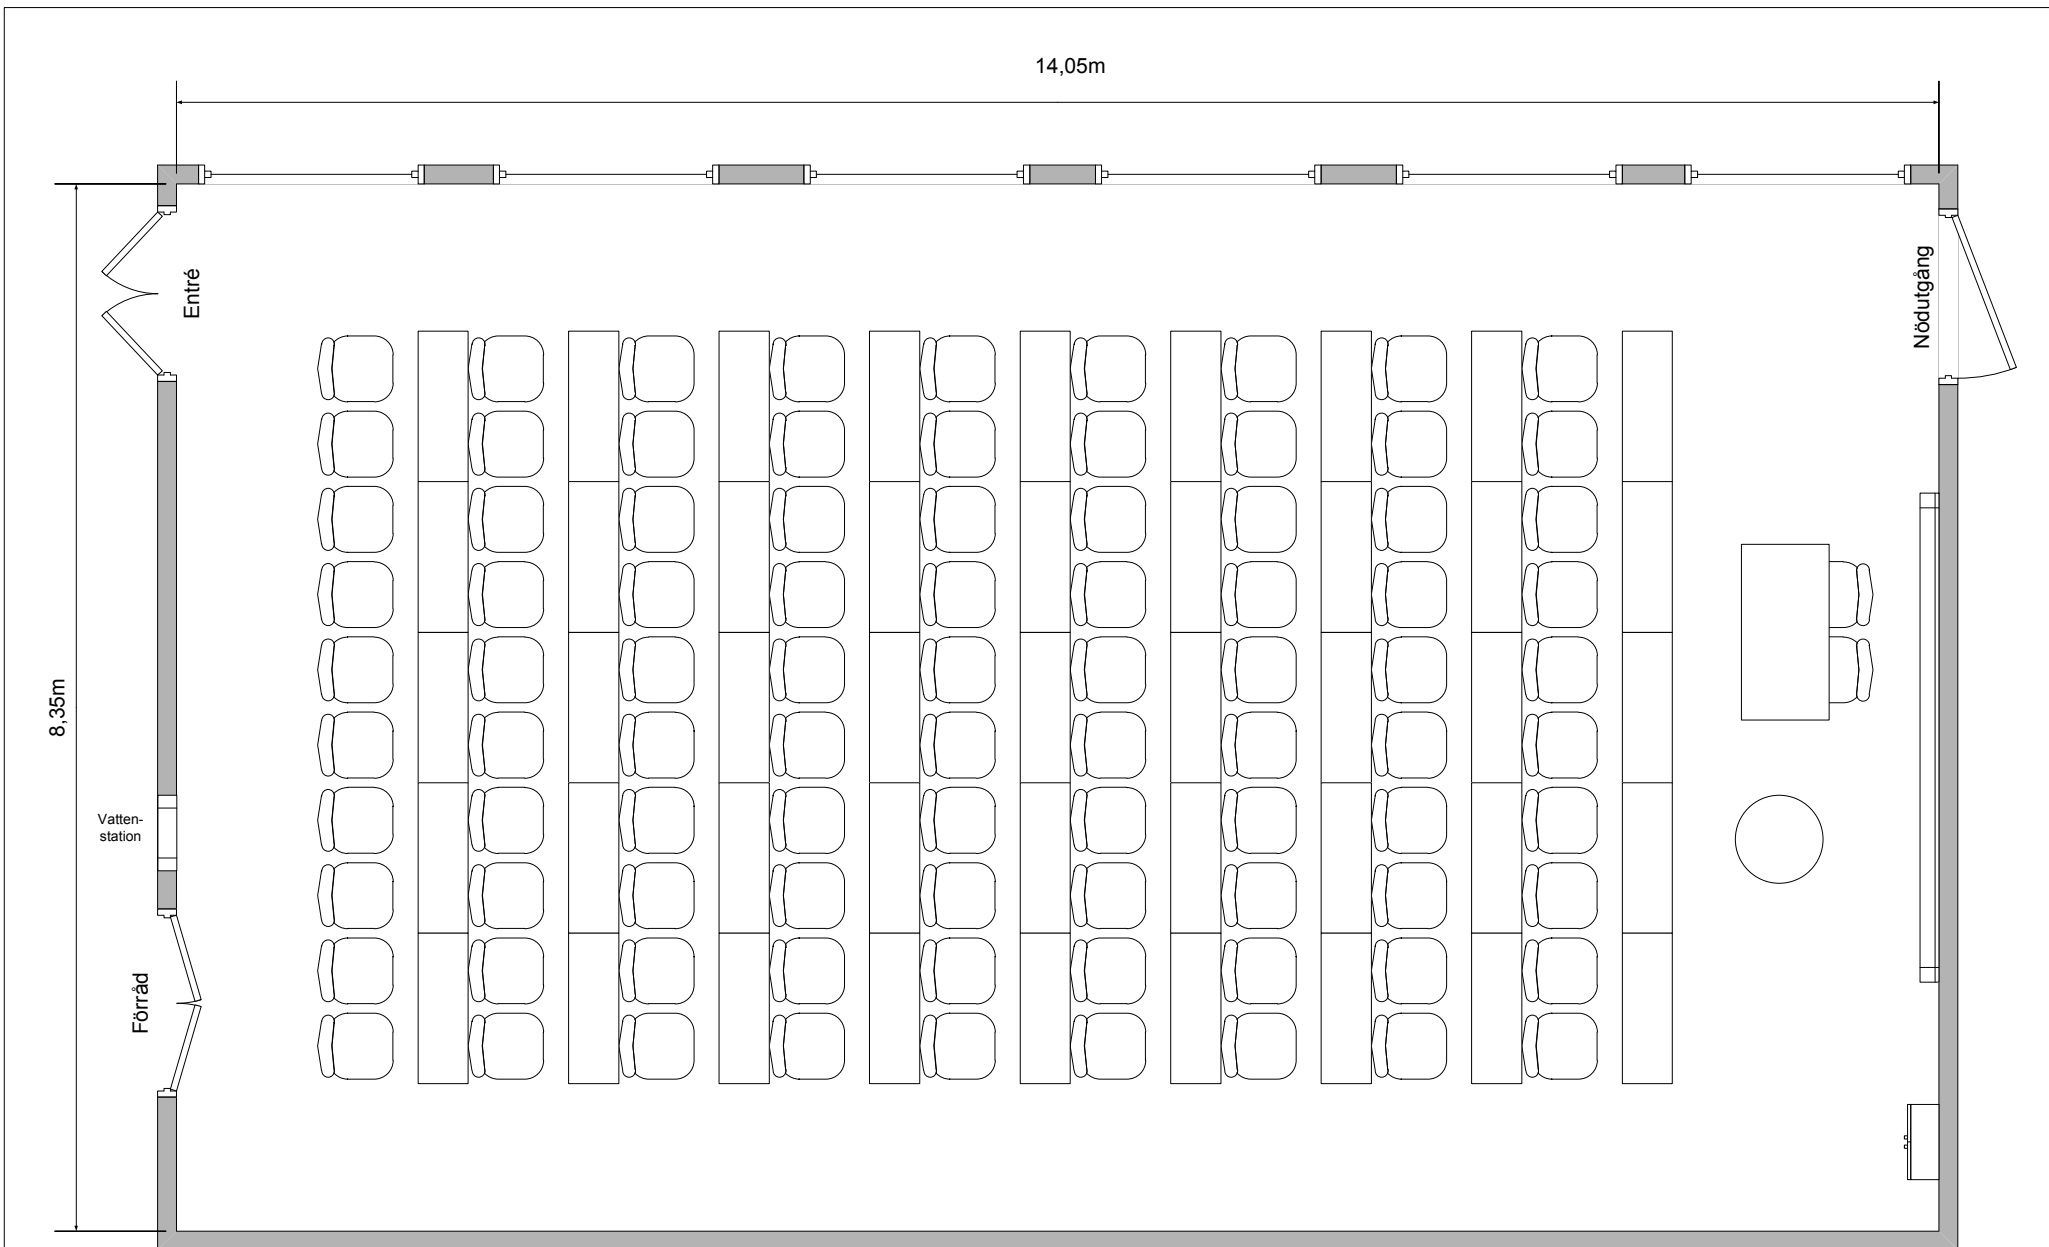 14,05m
Entré
Nödutgång
8,35m
Vatten-
station
Förråd